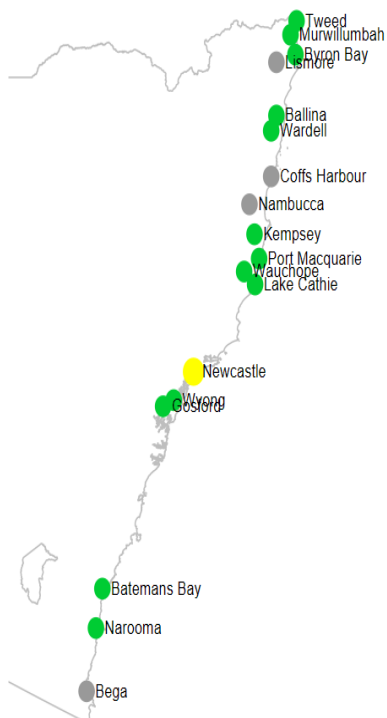 Tweed
Murwillumbah
Byron Bay
Lismore
Ballina
Wardell
Coffs Harbour
Nambucca
Kempsey
Port Macquarie
Wauchope
Lake Cathie
Newcastle
Wyong
Gosford
Batemans Bay
Narooma
Bega